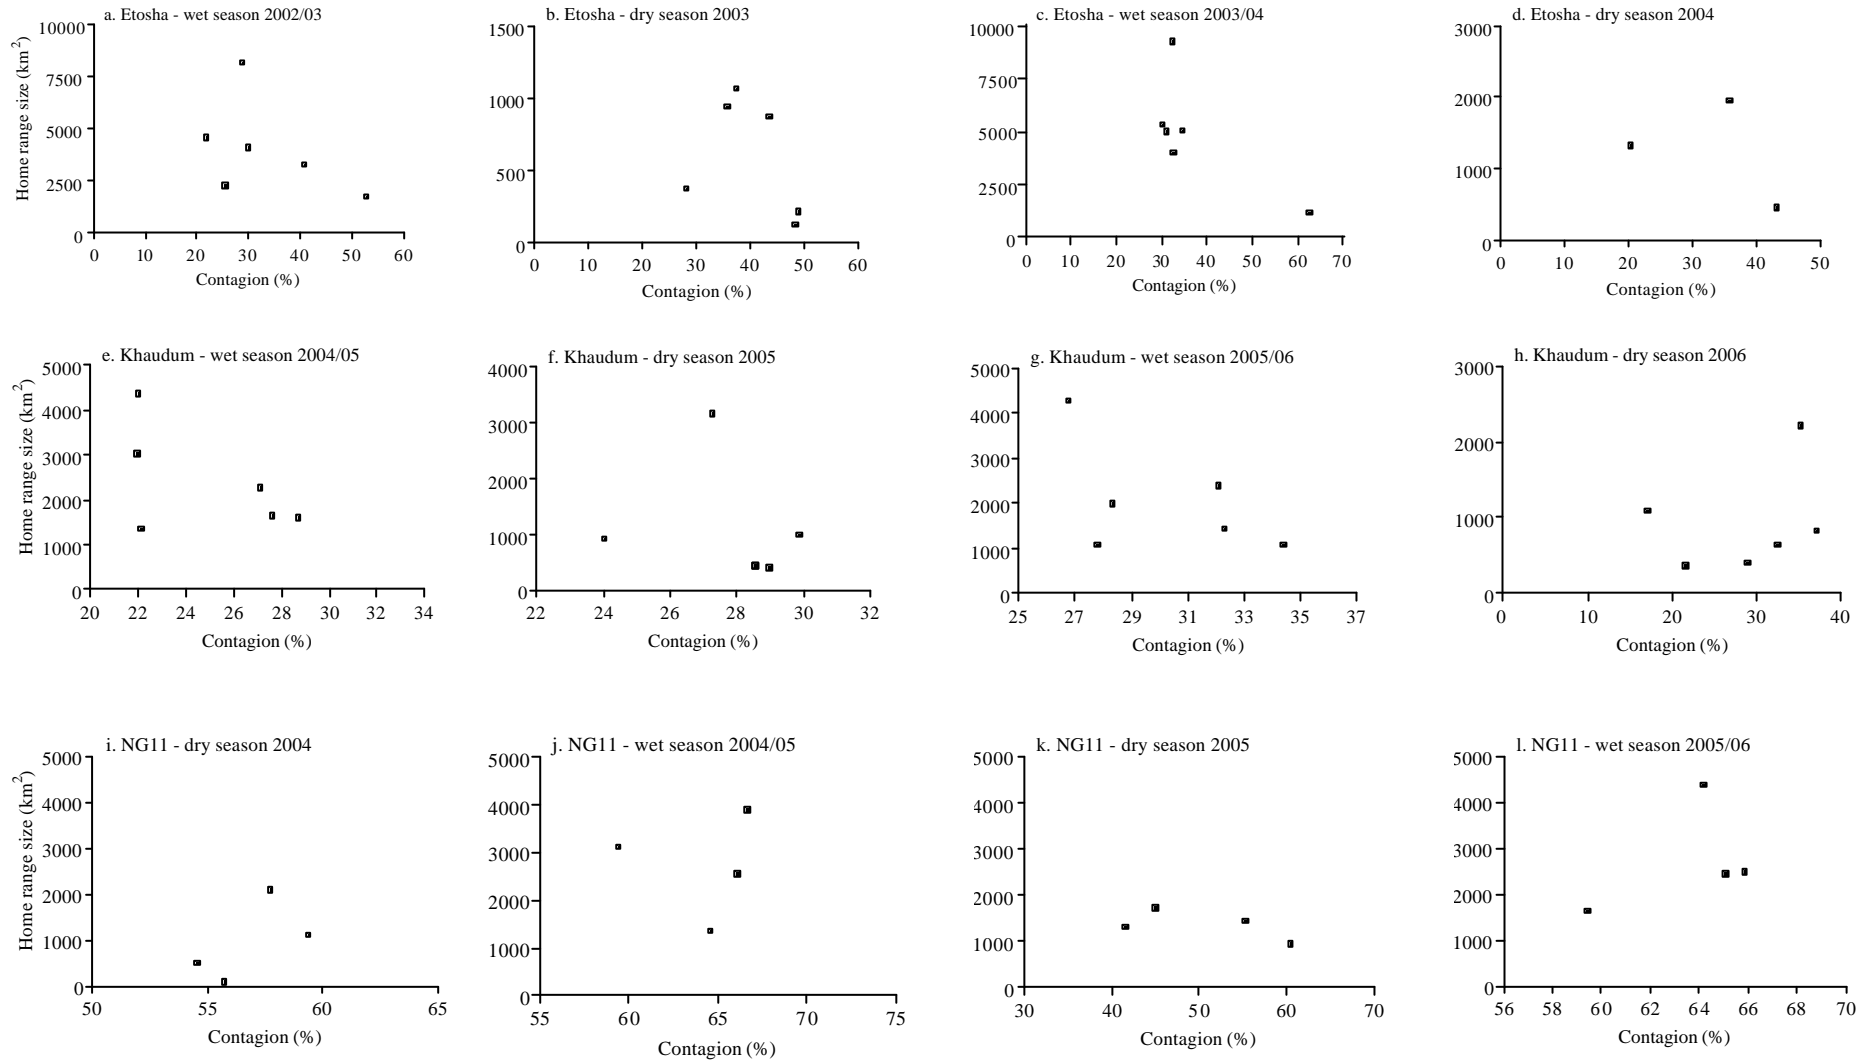 a. Etosha - wet season 2002/03
Home range size (km²)
10000
7500
5000
2500
0
0 10 20 30 40 50 60
Contagion (%)
b. Etosha - dry season 2003
1500
1000
500
0
0 10 20 30 40 50 60
Contagion (%)
c. Etosha - wet season 2003/04
10000
7500
5000
2500
0
0 10 20 30 40 50 60 70
Contagion (%)
d. Etosha - dry season 2004
3000
2000
1000
0
0 10 20 30 40 50
Contagion (%)
e. Khaudum - wet season 2004/05
Home range size (km²)
5000
4000
3000
2000
1000
0
20 22 24 26 28 30 32 34
Contagion (%)
f. Khaudum - dry season 2005
4000
3000
2000
1000
0
22 24 26 28 30 32
Contagion (%)
g. Khaudum - wet season 2005/06
5000
4000
3000
2000
1000
0
25 27 29 31 33 35 37
Contagion (%)
h. Khaudum - dry season 2006
3000
2000
1000
0
0 10 20 30 40
Contagion (%)
i. NG11 - dry season 2004
Home range size (km²)
5000
4000
3000
2000
1000
0
50 55 60 65
Contagion (%)
j. NG11 - wet season 2004/05
5000
4000
3000
2000
1000
0
55 60 65 70 75
Contagion (%)
k. NG11 - dry season 2005
5000
4000
3000
2000
1000
0
30 40 50 60 70
Contagion (%)
l. NG11 - wet season 2005/06
5000
4000
3000
2000
1000
0
56 58 60 62 64 66 68 70
Contagion (%)